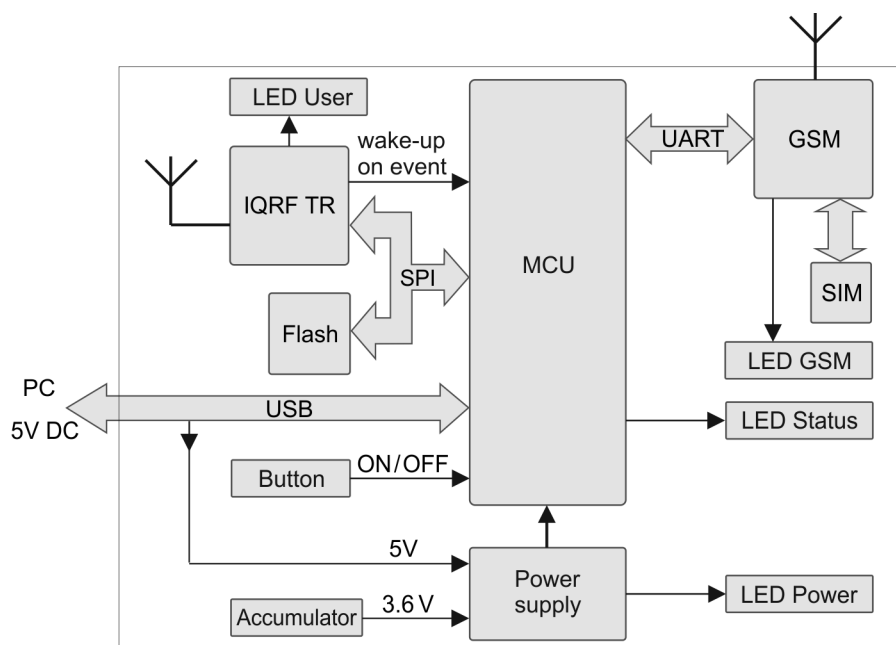 LED User
wake-up
on event
UART
GSM
IQRF TR
MCU
SPI
SIM
Flash
LED GSM
PC
USB
5V DC
LED Status
ON/OFF
Button
5V
Power
supply
LED Power
3.6 V
Accumulator